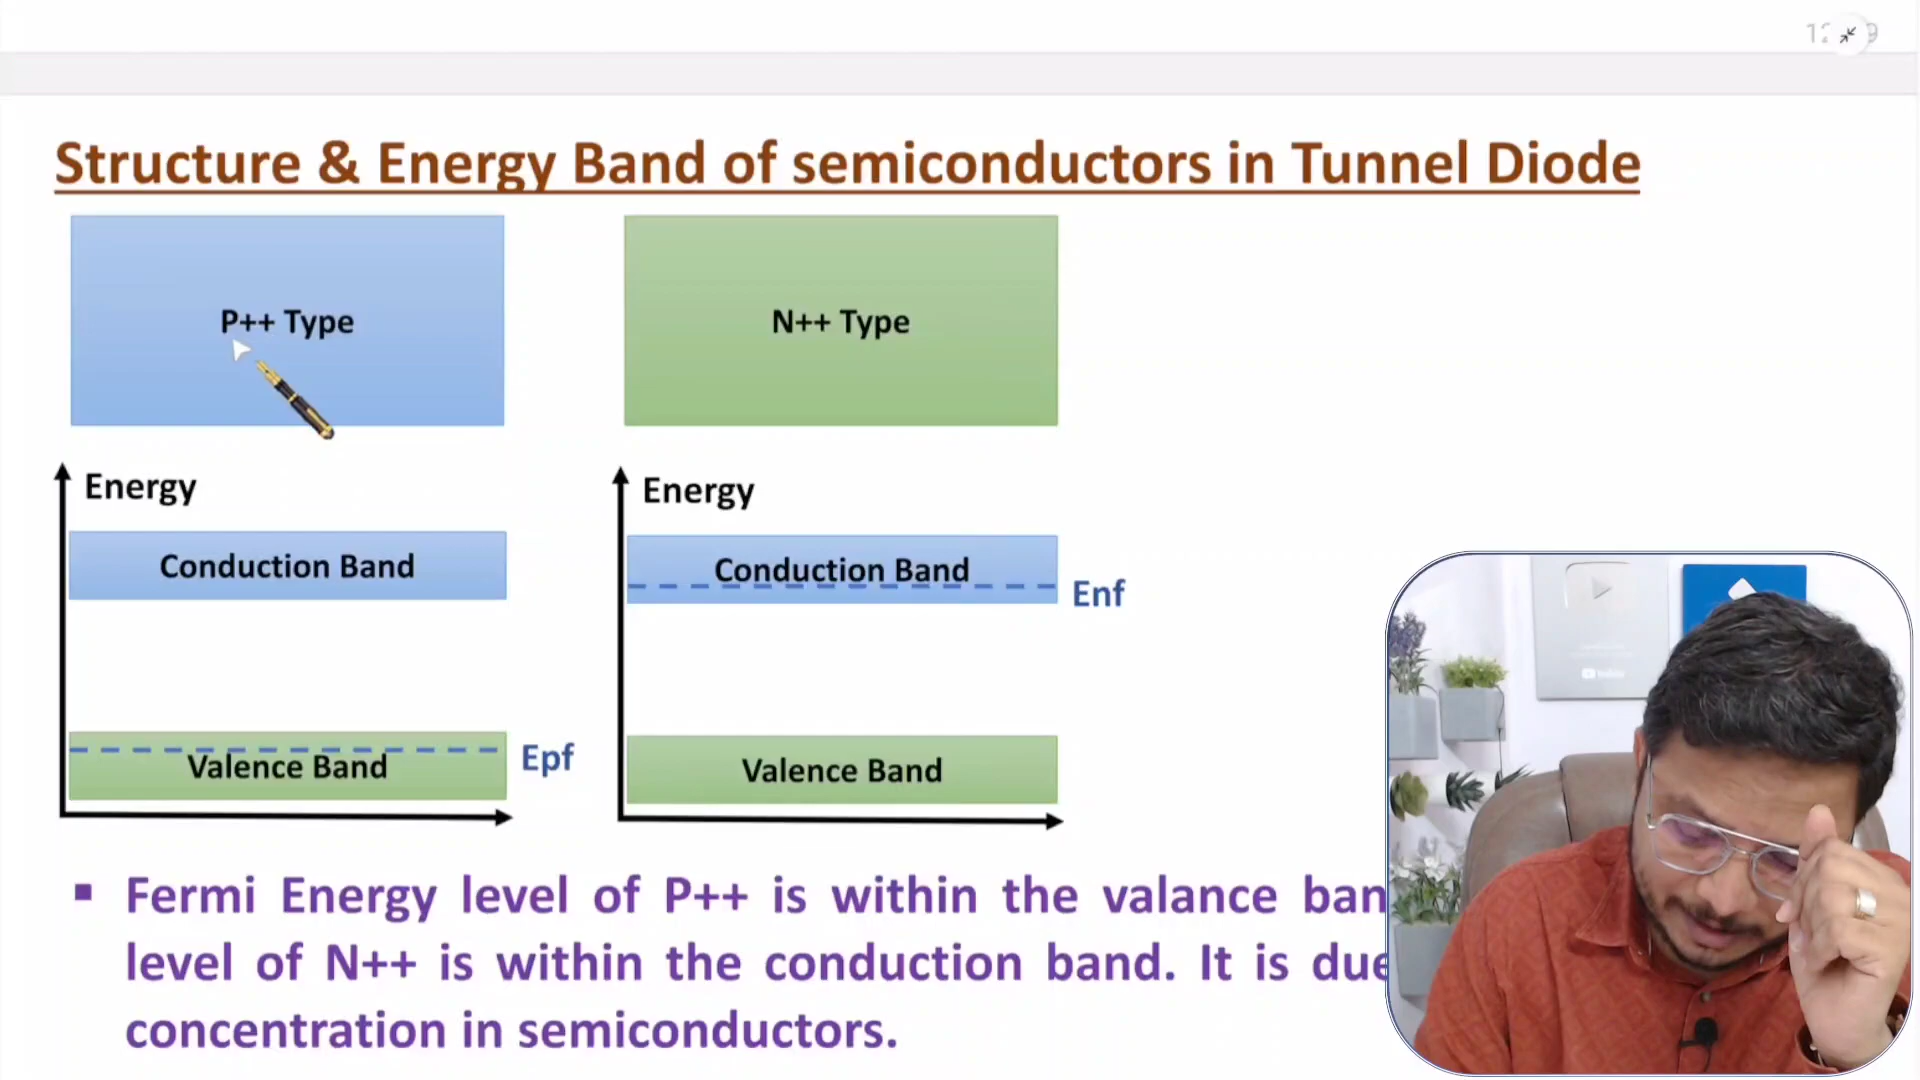 Structure & Energy Band of semiconductors in Tunnel Diode
P++ Type
N++ Type
Energy
Energy
Conduction Band
Conduction Band
Enf
Valence Band
Epf
Valence Band
▪ Fermi Energy level of P++ is within the valance
level of N++ is within the conduction band. It is
concentration in semiconductors.